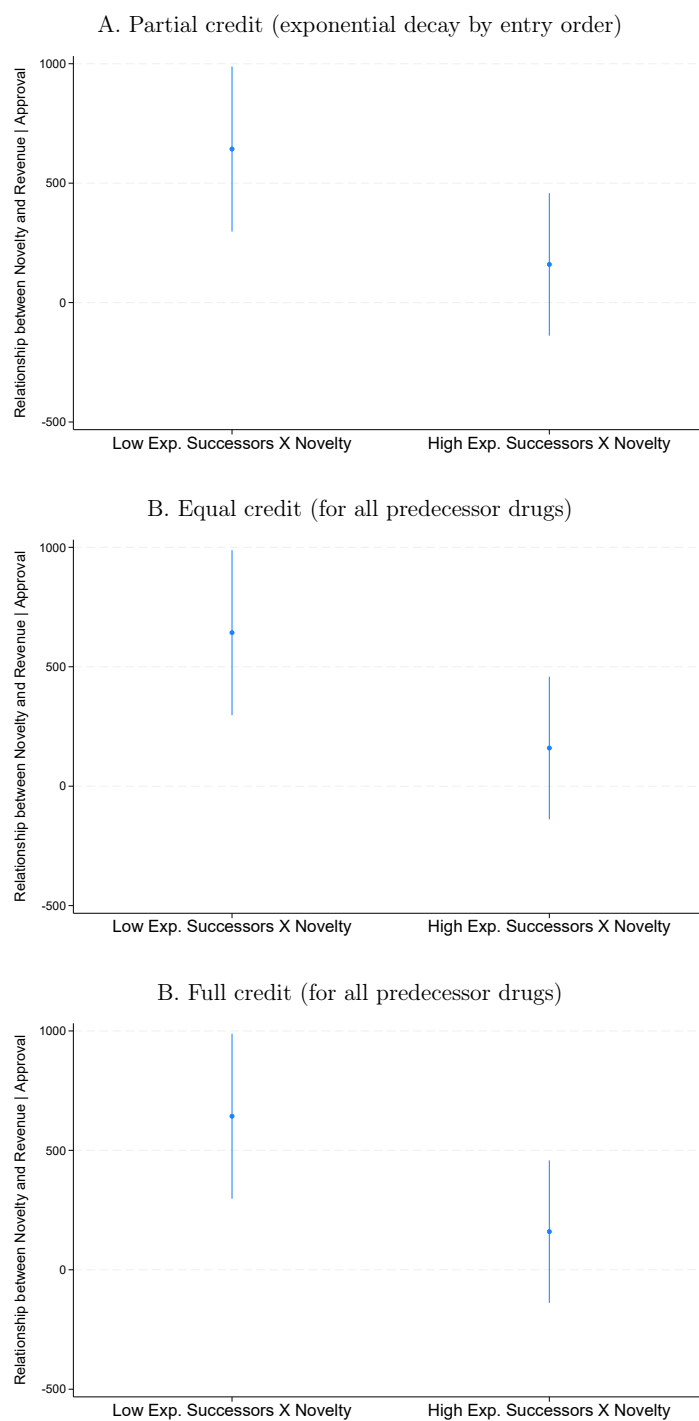 A. Partial credit (exponential decay by entry order)
Relationship between Novelty and Revenue | Approval
1000
500
0
-500
Low Exp. Successors X Novelty
High Exp. Successors X Novelty
B. Equal credit (for all predecessor drugs)
Relationship between Novelty and Revenue | Approval
1000
500
0
-500
Low Exp. Successors X Novelty
High Exp. Successors X Novelty
B. Full credit (for all predecessor drugs)
Relationship between Novelty and Revenue | Approval
1000
500
0
-500
Low Exp. Successors X Novelty
High Exp. Successors X Novelty